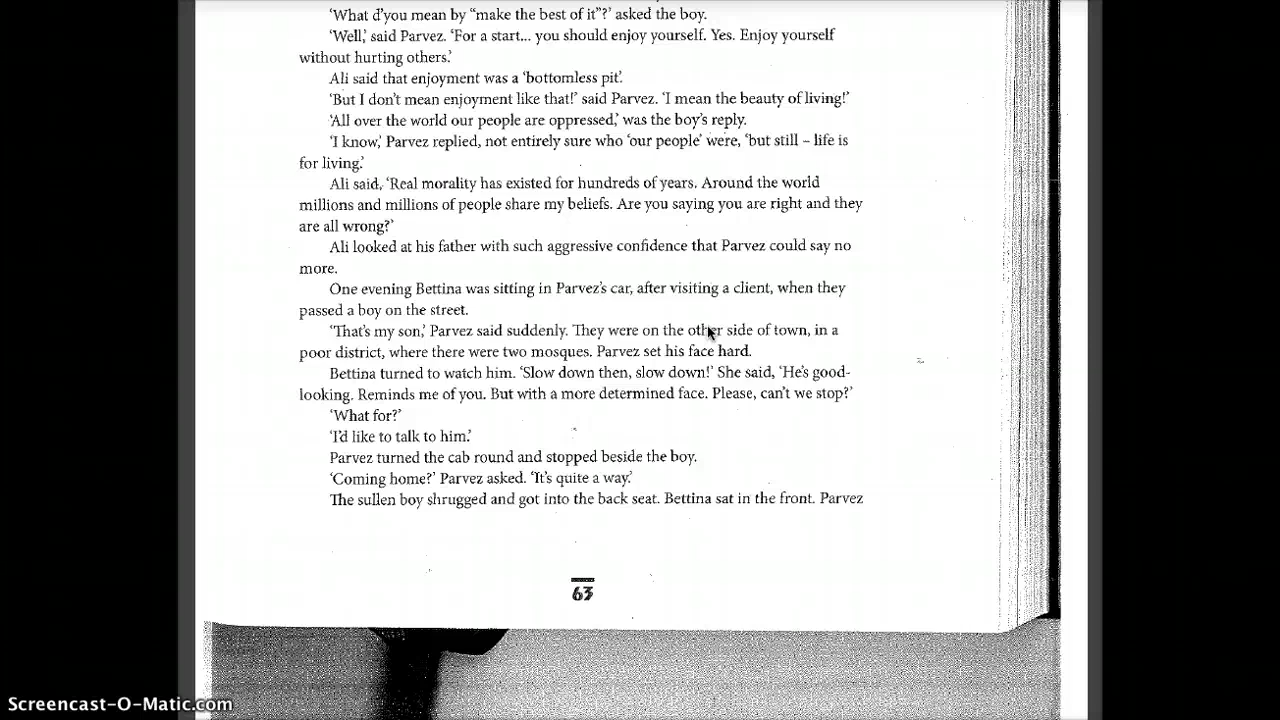 ‘What d’you mean by “make the best of it”?’ asked the boy.
‘Well,’ said Parvez. ‘For a start... you should enjoy yourself. Yes. Enjoy yourself
without hurting others.’
Ali said that enjoyment was a ‘bottomless pit’.
‘But I don’t mean enjoyment like that!’ said Parvez. ‘I mean the beauty of living!’
‘All over the world our people are oppressed,’ was the boy’s reply.
‘I know,’ Parvez replied, not entirely sure who ‘our people’ were, ‘but still – life is
for living.’
Ali said, ‘Real morality has existed for hundreds of years. Around the world
millions and millions of people share my beliefs. Are you saying you are right and they
are all wrong?’
Ali looked at his father with such aggressive confidence that Parvez could say no
more.
One evening Bettina was sitting in Parvez’s car, after visiting a client, when they
passed a boy on the street.
‘That’s my son,’ Parvez said suddenly. They were on the other side of town, in a
poor district, where there were two mosques. Parvez set his face hard.
Bettina turned to watch him. ‘Slow down then, slow down!’ She said, ‘He’s good-
looking. Reminds me of you. But with a more determined face. Please, can’t we stop?’
‘What for?’
‘I’d like to talk to him.’
Parvez turned the cab round and stopped beside the boy.
‘Coming home?’ Parvez asked. ‘It’s quite a way.’
The sullen boy shrugged and got into the back seat. Bettina sat in the front. Parvez
63
Screencast-O-Matic.com